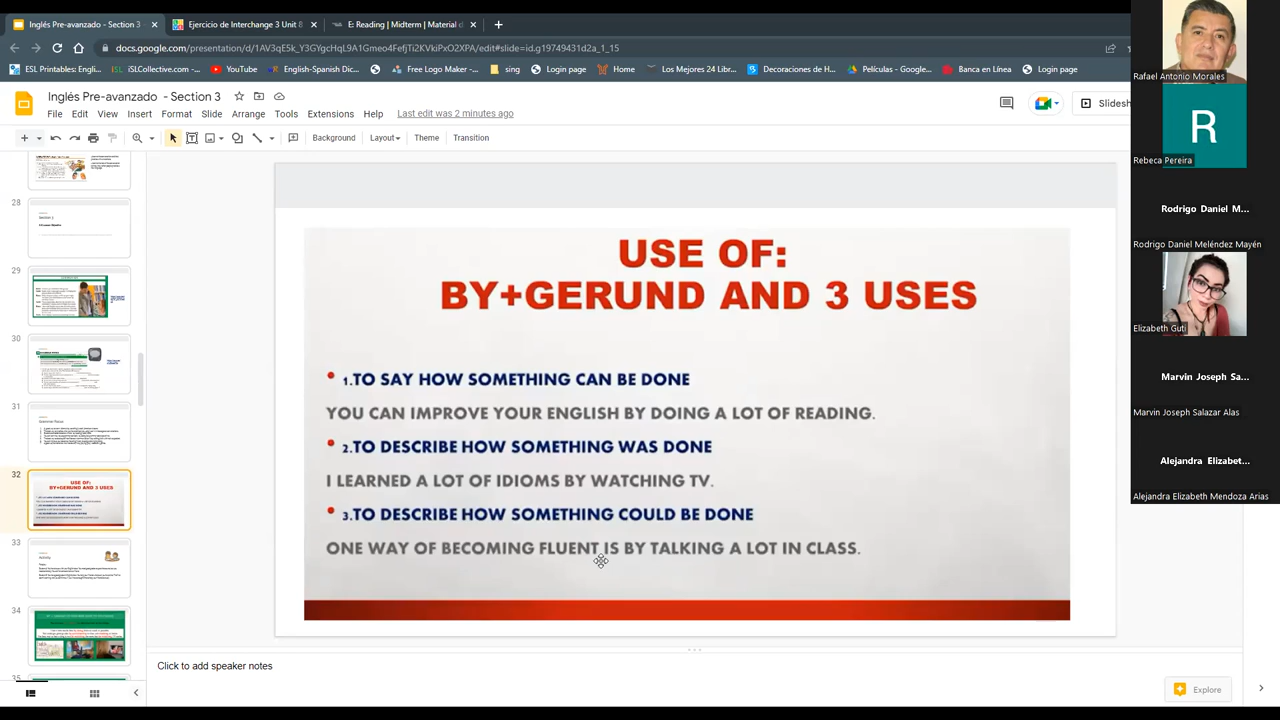 Inglés Pre-avanzado - Section 3
Ejercicio de Interchange 3 Unit 8
E: Reading | Midterm | Material d
docs.google.com/presentation/d/1AV3qE5k_Y3GYgcHqL9A1Gmeo4FefjTi2KVkiPxO2XPA/edit#slide=id.g19749431d2a_1_15
ESL Printables: Engli...
iSLCollective.com -...
YouTube
English-Spanish Dic...
Free Logo Maker -...
sing
Login page
Home
Los Mejores 24 Libr...
Decoraciones de H...
Películas - Google...
Banca en Línea
Login page
Inglés Pre-avanzado - Section 3
File Edit View Insert Format Slide Arrange Tools Extensions Help Last edit was 2 minutes ago
Slidesh
Background Layout Theme Transition
28
29
30
31
32
33
34
35
USE OF:
BY+GERUND AND 3 USES
• 1.TO SAY HOW SOMETHING CAN BE DONE
YOU CAN IMPROVE YOUR ENGLISH BY DOING A LOT OF READING.
• 2.TO DESCRIBE HOW SOMETHING WAS DONE
I LEARNED A LOT OF IDIOMS BY WATCHING TV.
• 3.TO DESCRIBE HOW SOMETHING COULD BE DONE
ONE WAY OF BECOMING FLUENT IS BY TALKING A LOT IN CLASS.
Click to add speaker notes
Explore
Rafael Antonio Morales
R
Rebeca Pereira
Rodrigo Daniel M...
Rodrigo Daniel Meléndez Mayén
Elizabeth Guti
Marvin Joseph Sa...
Marvin Joseph Salazar Alas
Alejandra Elizabet...
Alejandra Elizabeth Mendoza Arias